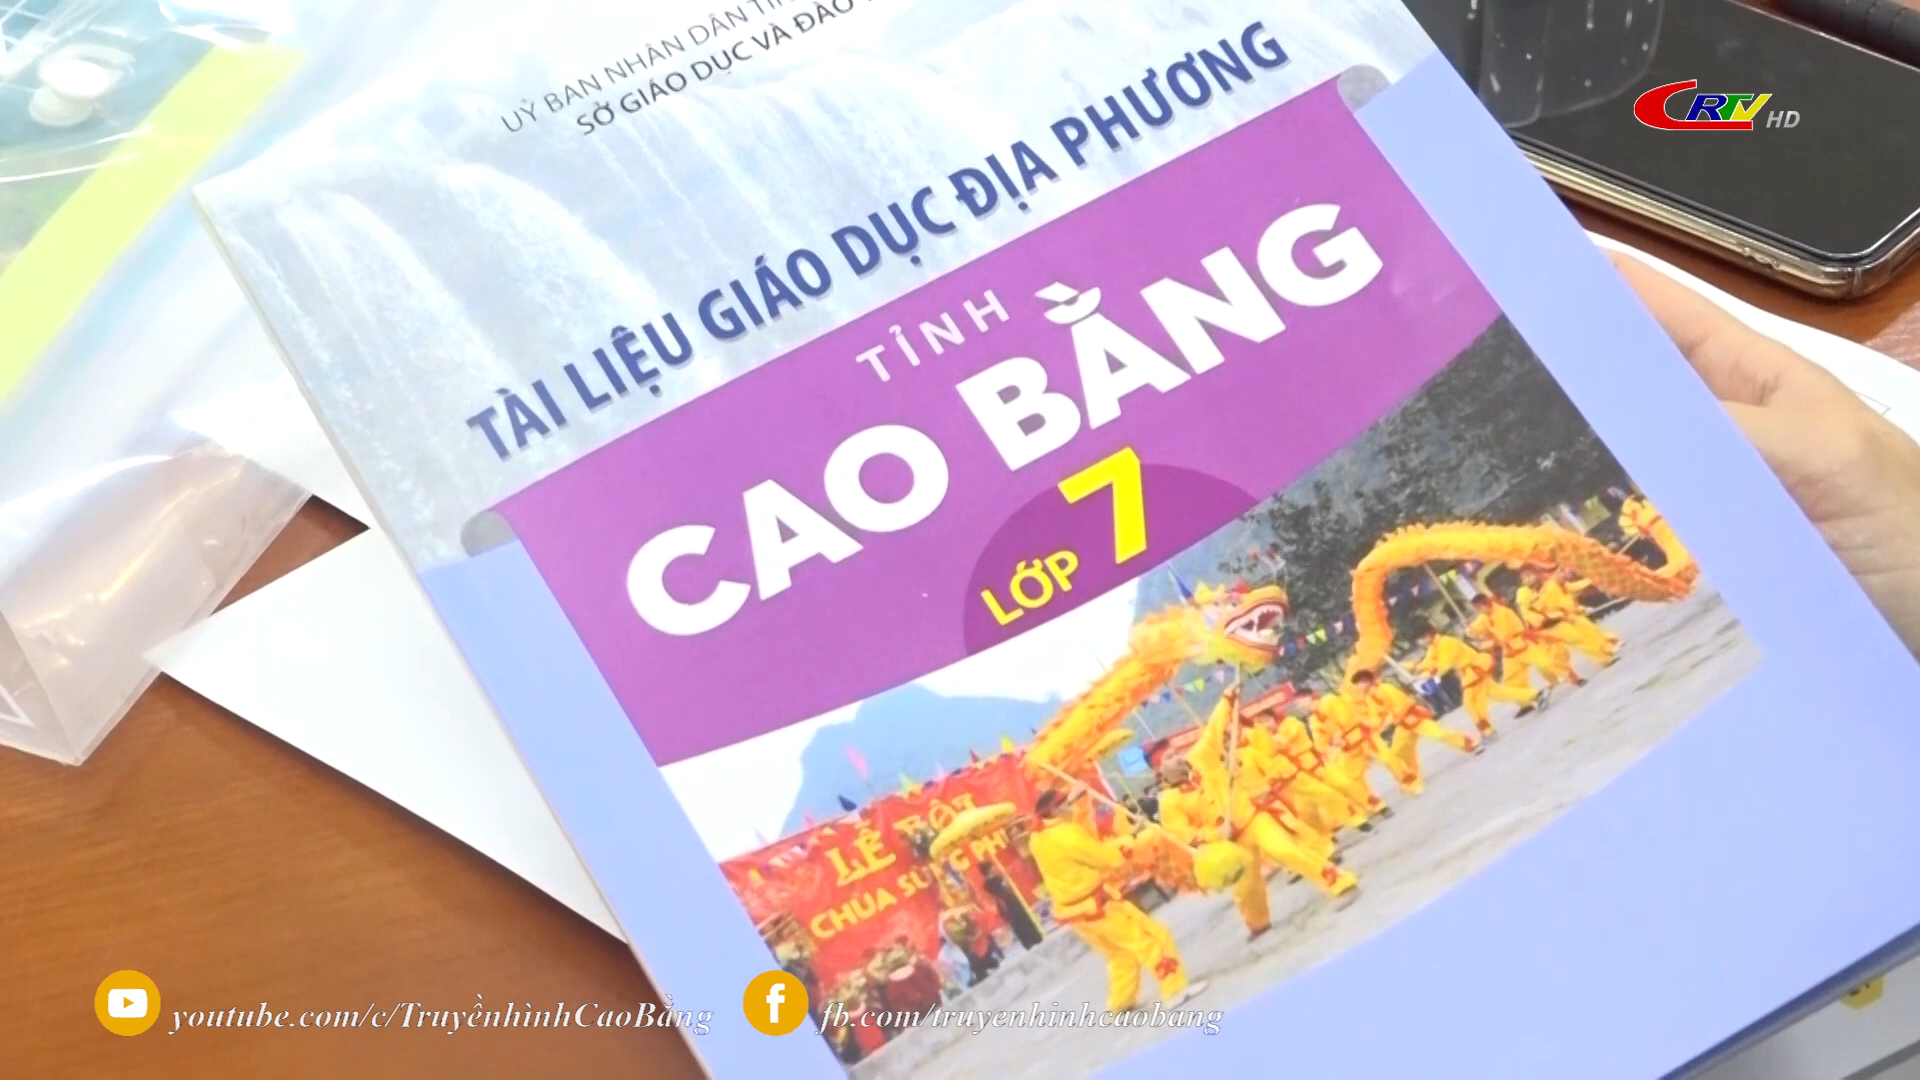 UỶ BAN NHÂN DÂN
SỞ GIÁO DỤC VÀ ĐÀO
TÀI LIỆU GIÁO DỤC ĐỊA PHƯƠNG
TỈNH
CAO BẰNG
LỚP 7
LỄ
CHÙA
CRTV HD
youtube.com/c/TruyềnhìnhCaoBằng
fb.com/truyenhinhcaobang